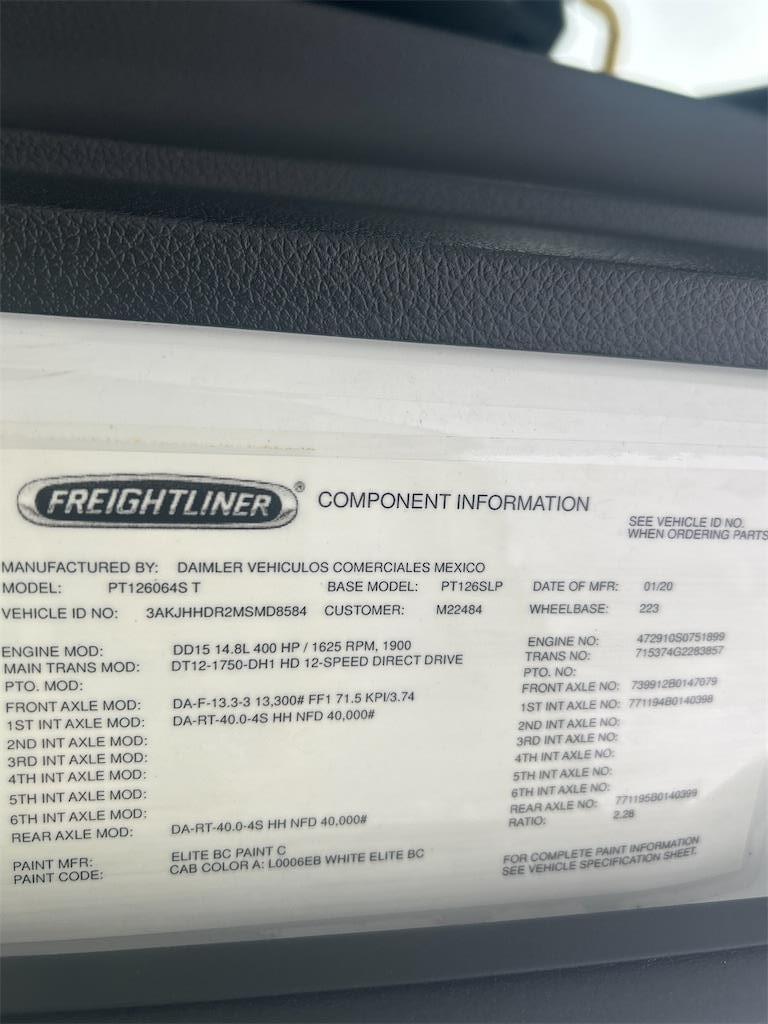 FREIGHTLINER® COMPONENT INFORMATION
SEE VEHICLE ID NO.
WHEN ORDERING PARTS
MANUFACTURED BY: DAIMLER VEHICULOS COMERCIALES MEXICO
MODEL: PT126064S T BASE MODEL: PT126SLP DATE OF MFR: 01/20
VEHICLE ID NO: 3AKJHHDR2MSMD8584 CUSTOMER: M22484 WHEELBASE: 223
ENGINE MOD: DD15 14.8L 400 HP / 1625 RPM, 1900 ENGINE NO: 472910S0751899
MAIN TRANS MOD: DT12-1750-DH1 HD 12-SPEED DIRECT DRIVE TRANS NO: 715374G2283857
PTO. MOD: PTO. NO:
FRONT AXLE MOD: DA-F-13.3-3 13,300# FF1 71.5 KPI/3.74 FRONT AXLE NO: 739912B0147079
1ST INT AXLE MOD: DA-RT-40.0-4S HH NFD 40,000# 1ST INT AXLE NO: 771194B0140398
2ND INT AXLE MOD: 2ND INT AXLE NO:
3RD INT AXLE MOD: 3RD INT AXLE NO:
4TH INT AXLE MOD: 4TH INT AXLE NO:
5TH INT AXLE MOD: 5TH INT AXLE NO:
6TH INT AXLE MOD: 6TH INT AXLE NO:
REAR AXLE MOD: DA-RT-40.0-4S HH NFD 40,000# REAR AXLE NO: 771195B0140399
RATIO: 2.28
PAINT MFR: ELITE BC PAINT C FOR COMPLETE PAINT INFORMATION
PAINT CODE: CAB COLOR A: L0006EB WHITE ELITE BC SEE VEHICLE SPECIFICATION SHEET.